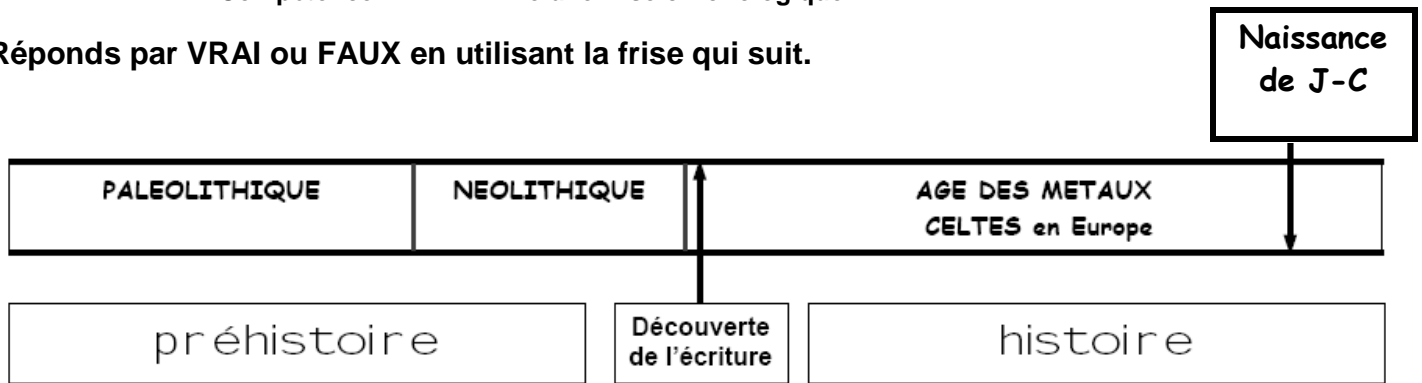 Réponds par VRAI ou FAUX en utilisant la frise qui suit.
Naissance
de J-C
PALEOLITHIQUE
NEOLITHIQUE
AGE DES METAUX
CELTES en Europe
préhistoire
Découverte
de l'écriture
histoire